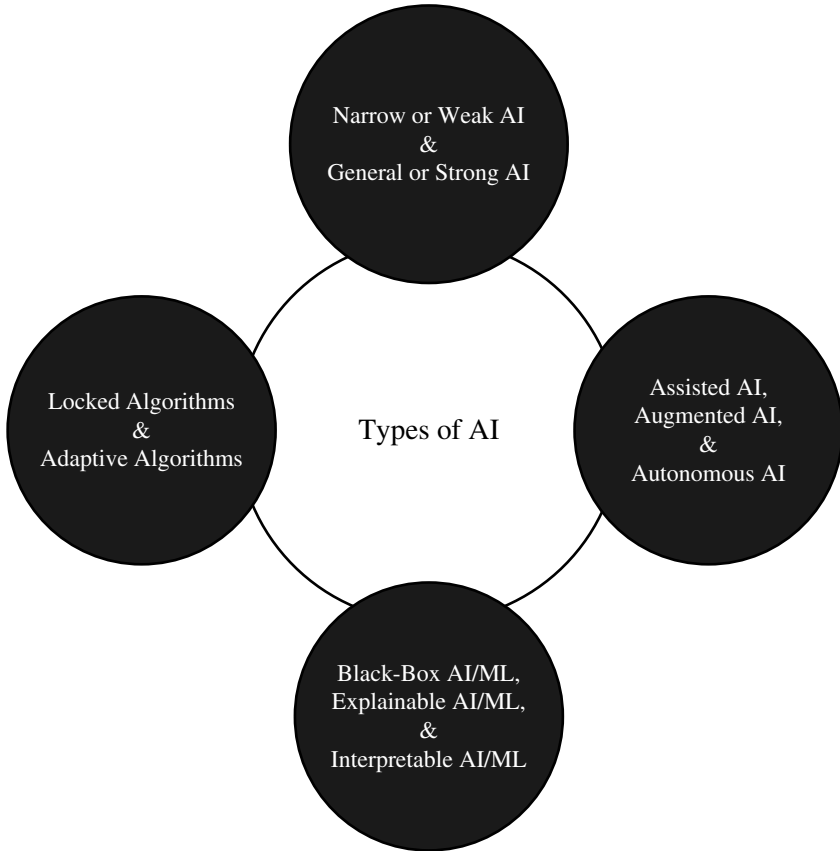 Narrow or Weak AI
&
General or Strong AI
Locked Algorithms
&
Adaptive Algorithms
Types of AI
Assisted AI,
Augmented AI,
&
Autonomous AI
Black-Box AI/ML,
Explainable AI/ML,
&
Interpretable AI/ML